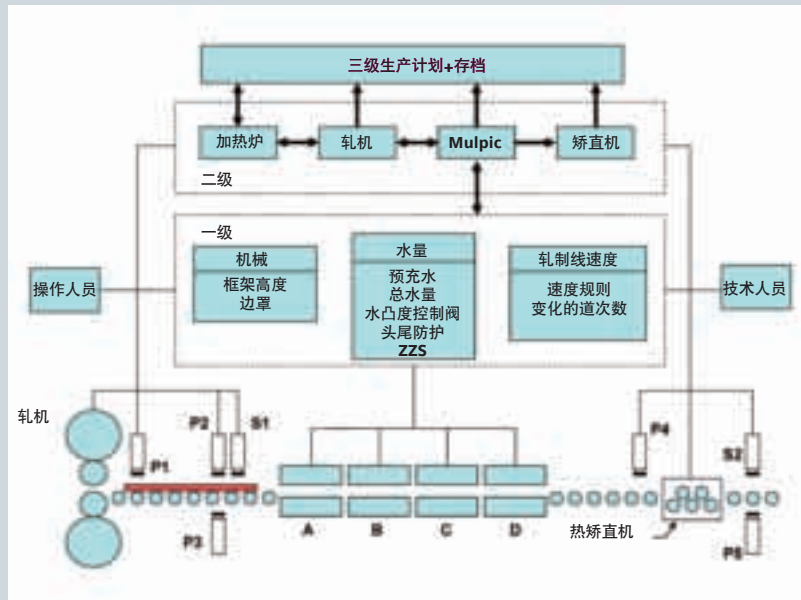 三级生产计划+存档
加热炉
轧机
Mulpic
矫直机
二级
一级
机械
框架高度
边罩
水量
预充水
总水量
水凸度控制阀
头尾防护
ZZS
轧制线速度
速度规则
变化的道次数
操作人员
技术人员
轧机
P1
P2
S1
P3
A
B
C
D
P4
S2
热矫直机
P5